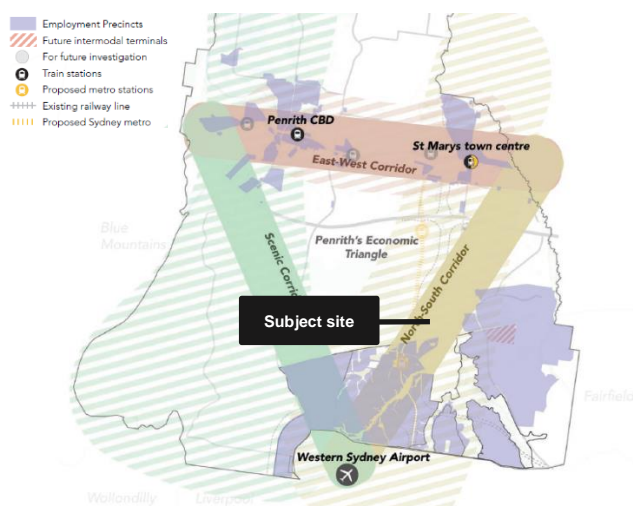 Employment Precincts
Future intermodal terminals
For future investigation
Train stations
Proposed metro stations
Existing railway line
Proposed Sydney metro
Penrith CBD
St Marys town centre
East-West Corridor
Blue
Mountains
Penrith's Economic
Triangle
Scenic Corri
North-South Corridor
Subject site
Fairfield
Western Sydney Airport
Wollondilly
Liverpool